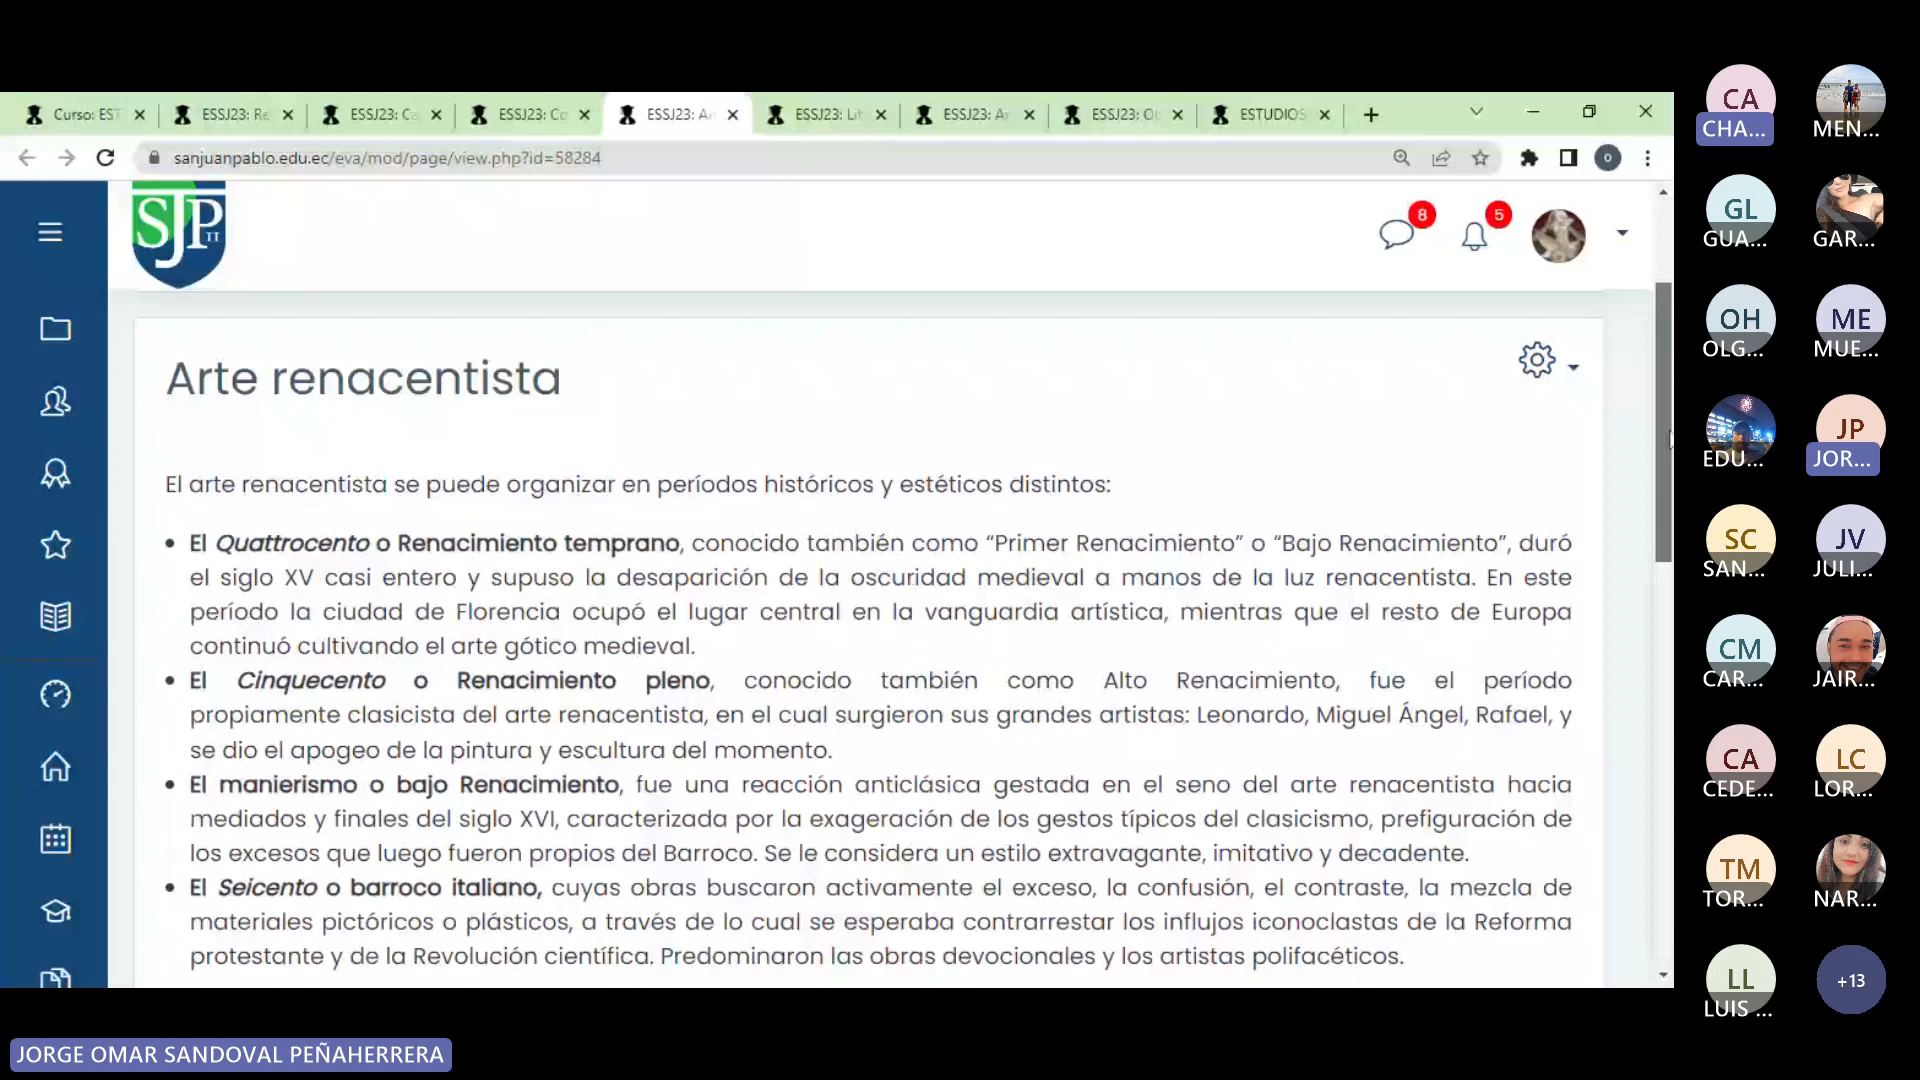 Curso: EST
ESSJ23: Re
ESSJ23: Ca
ESSJ23: Co
ESSJ23: Ar
ESSJ23: Lit
ESSJ23: Ar
ESSJ23: Ob
ESTUDIOS
sanjuanpablo.edu.ec/eva/mod/page/view.php?id=58284
O
SJP
II
8
5
Arte renacentista
El arte renacentista se puede organizar en períodos históricos y estéticos distintos:
• El Quattrocento o Renacimiento temprano, conocido también como “Primer Renacimiento” o “Bajo Renacimiento”, duró
el siglo XV casi entero y supuso la desaparición de la oscuridad medieval a manos de la luz renacentista. En este
período la ciudad de Florencia ocupó el lugar central en la vanguardia artística, mientras que el resto de Europa
continuó cultivando el arte gótico medieval.
• El Cinquecento o Renacimiento pleno, conocido también como Alto Renacimiento, fue el período
propiamente clasicista del arte renacentista, en el cual surgieron sus grandes artistas: Leonardo, Miguel Ángel, Rafael, y
se dio el apogeo de la pintura y escultura del momento.
• El manierismo o bajo Renacimiento, fue una reacción anticlásica gestada en el seno del arte renacentista hacia
mediados y finales del siglo XVI, caracterizada por la exageración de los gestos típicos del clasicismo, prefiguración de
los excesos que luego fueron propios del Barroco. Se le considera un estilo extravagante, imitativo y decadente.
• El Seicento o barroco italiano, cuyas obras buscaron activamente el exceso, la confusión, el contraste, la mezcla de
materiales pictóricos o plásticos, a través de lo cual se esperaba contrarrestar los influjos iconoclastas de la Reforma
protestante y de la Revolución científica. Predominaron las obras devocionales y los artistas polifacéticos.
CA
CHA...
MEN...
GL
GUA...
GAR...
OH
OLG...
ME
MUE...
EDU...
JP
JOR...
SC
SAN...
JV
JULI...
CM
CAR...
JAIR...
CA
CEDE...
LC
LOR...
TM
TOR...
NAR...
LL
LUIS ...
+13
JORGE OMAR SANDOVAL PEÑAHERRERA